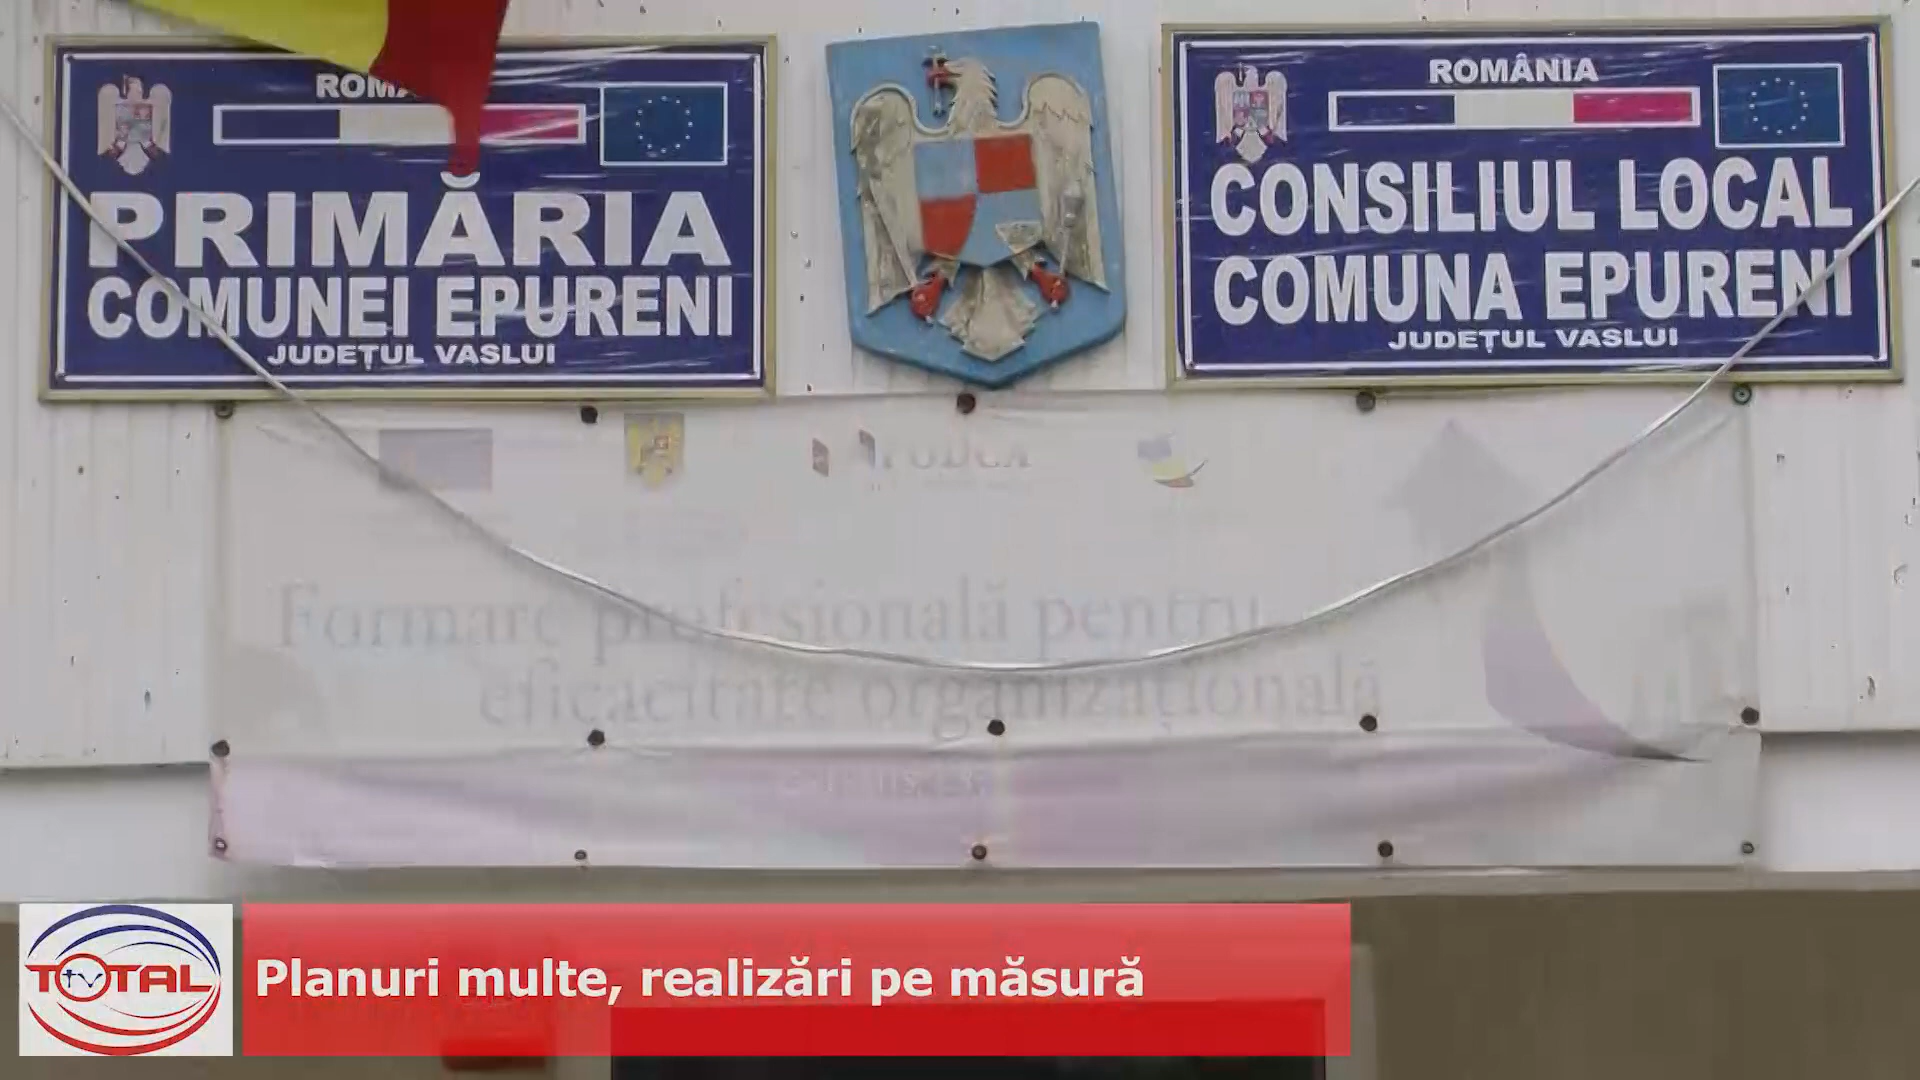 ROMÂNIA
PRIMĂRIA
COMUNEI EPURENI
JUDEȚUL VASLUI
ROMÂNIA
CONSILIUL LOCAL
COMUNA EPURENI
JUDEȚUL VASLUI
Formare profesională pentru
eficacitate organizațională
TOTAL
tv
Planuri multe, realizări pe măsură